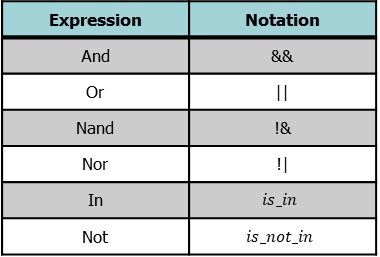 Expression Notation
And &&
Or ||
Nand !&
Nor !|
In is_in
Not is_not_in